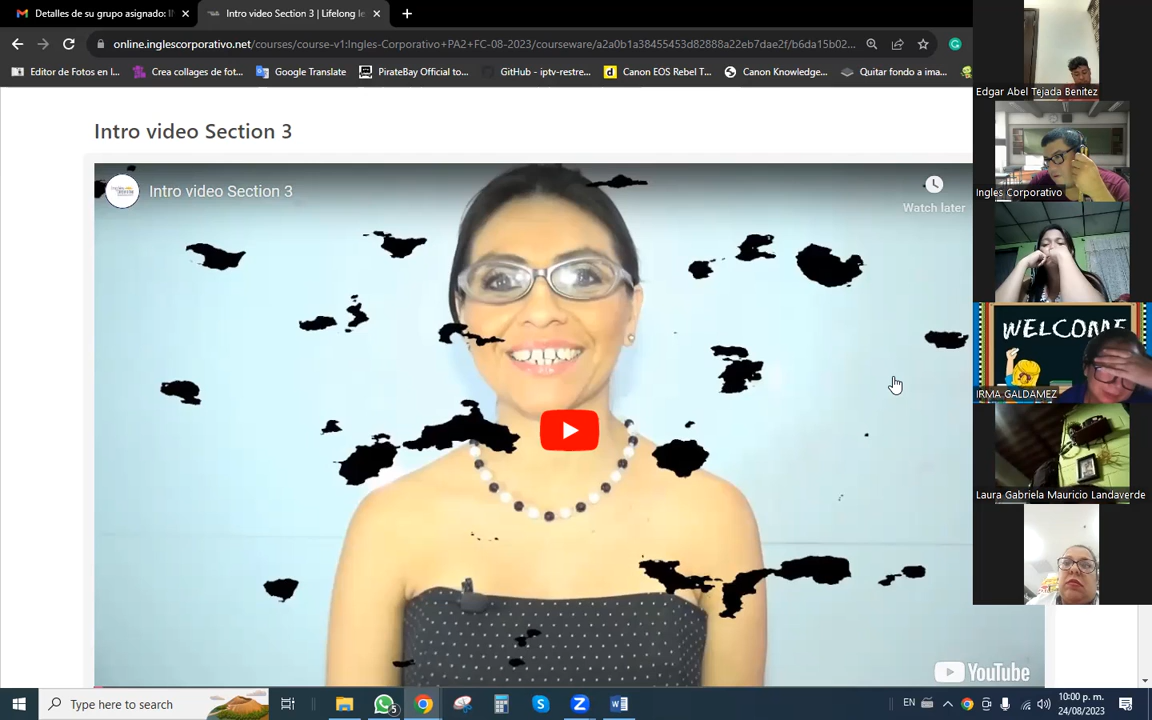 Detalles de su grupo asignado: I
Intro video Section 3 | Lifelong le
online.inglescorporativo.net/courses/course-v1:Ingles-Corporativo+PA2+FC-08-2023/courseware/a2a0b1a38455453d82888a22eb7dae2f/b6da15b02...
Editor de Fotos en l...
Crea collages de fot...
Google Translate
PirateBay Official to...
GitHub - iptv-restre...
Canon EOS Rebel T...
Canon Knowledge...
Quitar fondo a ima...
Intro video Section 3
Intro video Section 3
Watch later
YouTube
Edgar Abel Tejada Benitez
Ingles Corporativo
WELCOME
IRMA GALDAMEZ
Laura Gabriela Mauricio Landaverde
Type here to search
5
EN
10:00 p. m.
24/08/2023